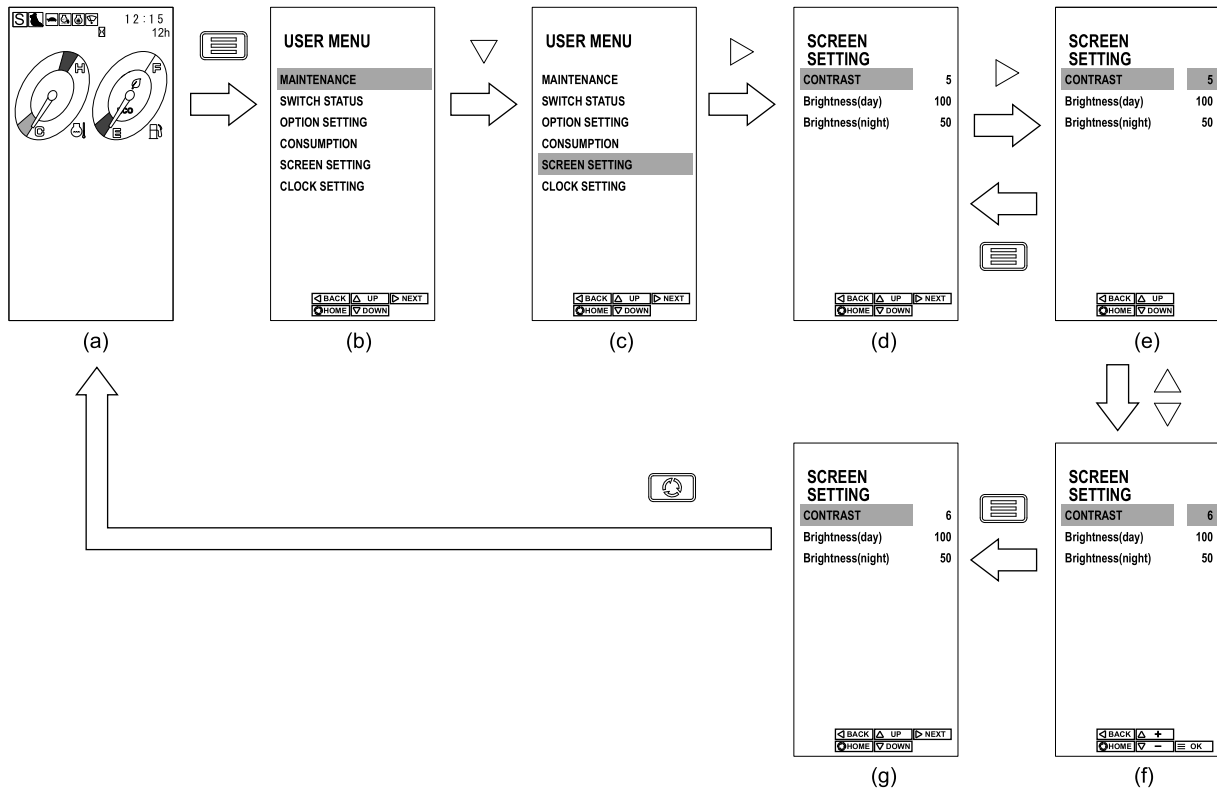 S 12:15
12h
H F
ECO
C E
(a)
USER MENU
MAINTENANCE
SWITCH STATUS
OPTION SETTING
CONSUMPTION
SCREEN SETTING
CLOCK SETTING
BACK UP NEXT
HOME DOWN
(b)
USER MENU
MAINTENANCE
SWITCH STATUS
OPTION SETTING
CONSUMPTION
SCREEN SETTING
CLOCK SETTING
BACK UP NEXT
HOME DOWN
(c)
SCREEN
SETTING
CONTRAST 5
Brightness(day) 100
Brightness(night) 50
BACK UP NEXT
HOME DOWN
(d)
SCREEN
SETTING
CONTRAST 5
Brightness(day) 100
Brightness(night) 50
BACK UP
HOME DOWN
(e)
SCREEN
SETTING
CONTRAST 6
Brightness(day) 100
Brightness(night) 50
BACK UP NEXT
HOME DOWN
(g)
SCREEN
SETTING
CONTRAST 6
Brightness(day) 100
Brightness(night) 50
BACK +
HOME − OK
(f)